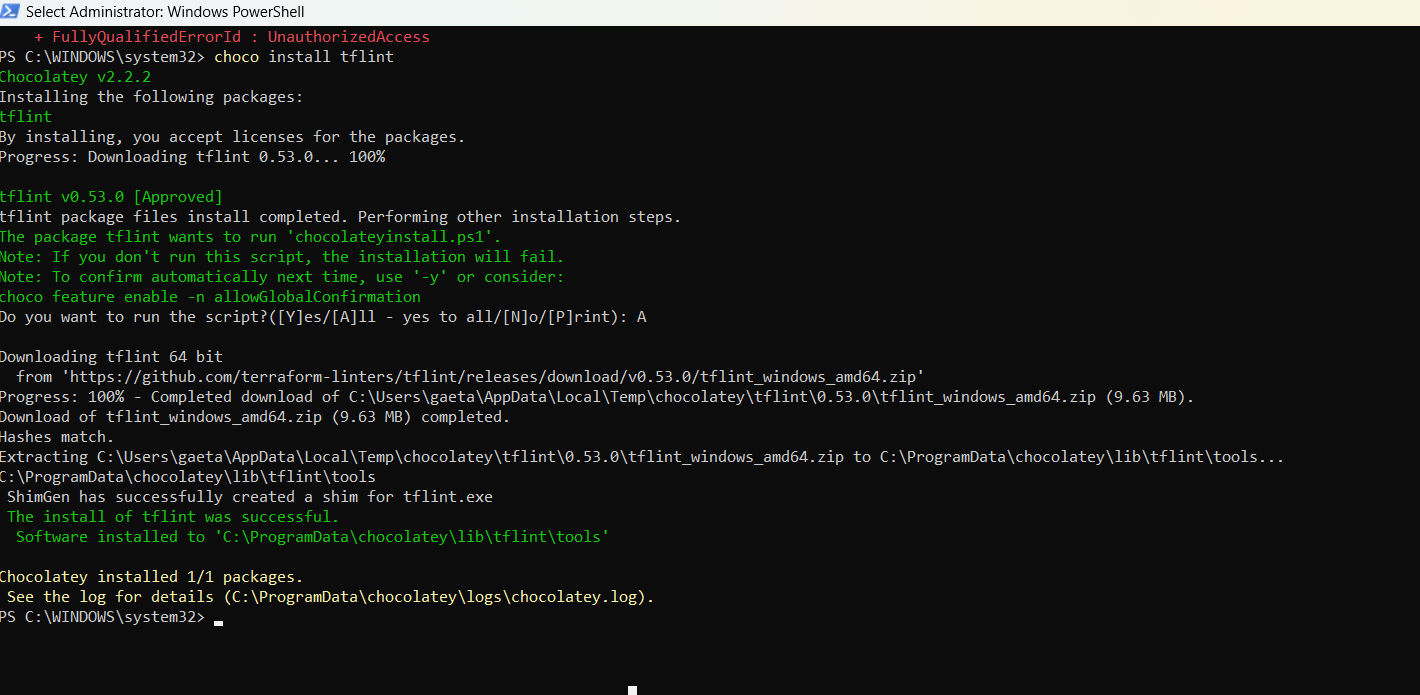 Select Administrator: Windows PowerShell
+ FullyQualifiedErrorId : UnauthorizedAccess
PS C:\WINDOWS\system32> choco install tflint
Chocolatey v2.2.2
Installing the following packages:
tflint
By installing, you accept licenses for the packages.
Progress: Downloading tflint 0.53.0... 100%
tflint v0.53.0 [Approved]
tflint package files install completed. Performing other installation steps.
The package tflint wants to run 'chocolateyinstall.ps1'.
Note: If you don't run this script, the installation will fail.
Note: To confirm automatically next time, use '-y' or consider:
choco feature enable -n allowGlobalConfirmation
Do you want to run the script?([Y]es/[A]ll - yes to all/[N]o/[P]rint): A
Downloading tflint 64 bit
from 'https://github.com/terraform-linters/tflint/releases/download/v0.53.0/tflint_windows_amd64.zip'
Progress: 100% - Completed download of C:\Users\gaeta\AppData\Local\Temp\chocolatey\tflint\0.53.0\tflint_windows_amd64.zip (9.63 MB).
Download of tflint_windows_amd64.zip (9.63 MB) completed.
Hashes match.
Extracting C:\Users\gaeta\AppData\Local\Temp\chocolatey\tflint\0.53.0\tflint_windows_amd64.zip to C:\ProgramData\chocolatey\lib\tflint\tools...
C:\ProgramData\chocolatey\lib\tflint\tools
ShimGen has successfully created a shim for tflint.exe
The install of tflint was successful.
Software installed to 'C:\ProgramData\chocolatey\lib\tflint\tools'
Chocolatey installed 1/1 packages.
See the log for details (C:\ProgramData\chocolatey\logs\chocolatey.log).
PS C:\WINDOWS\system32>